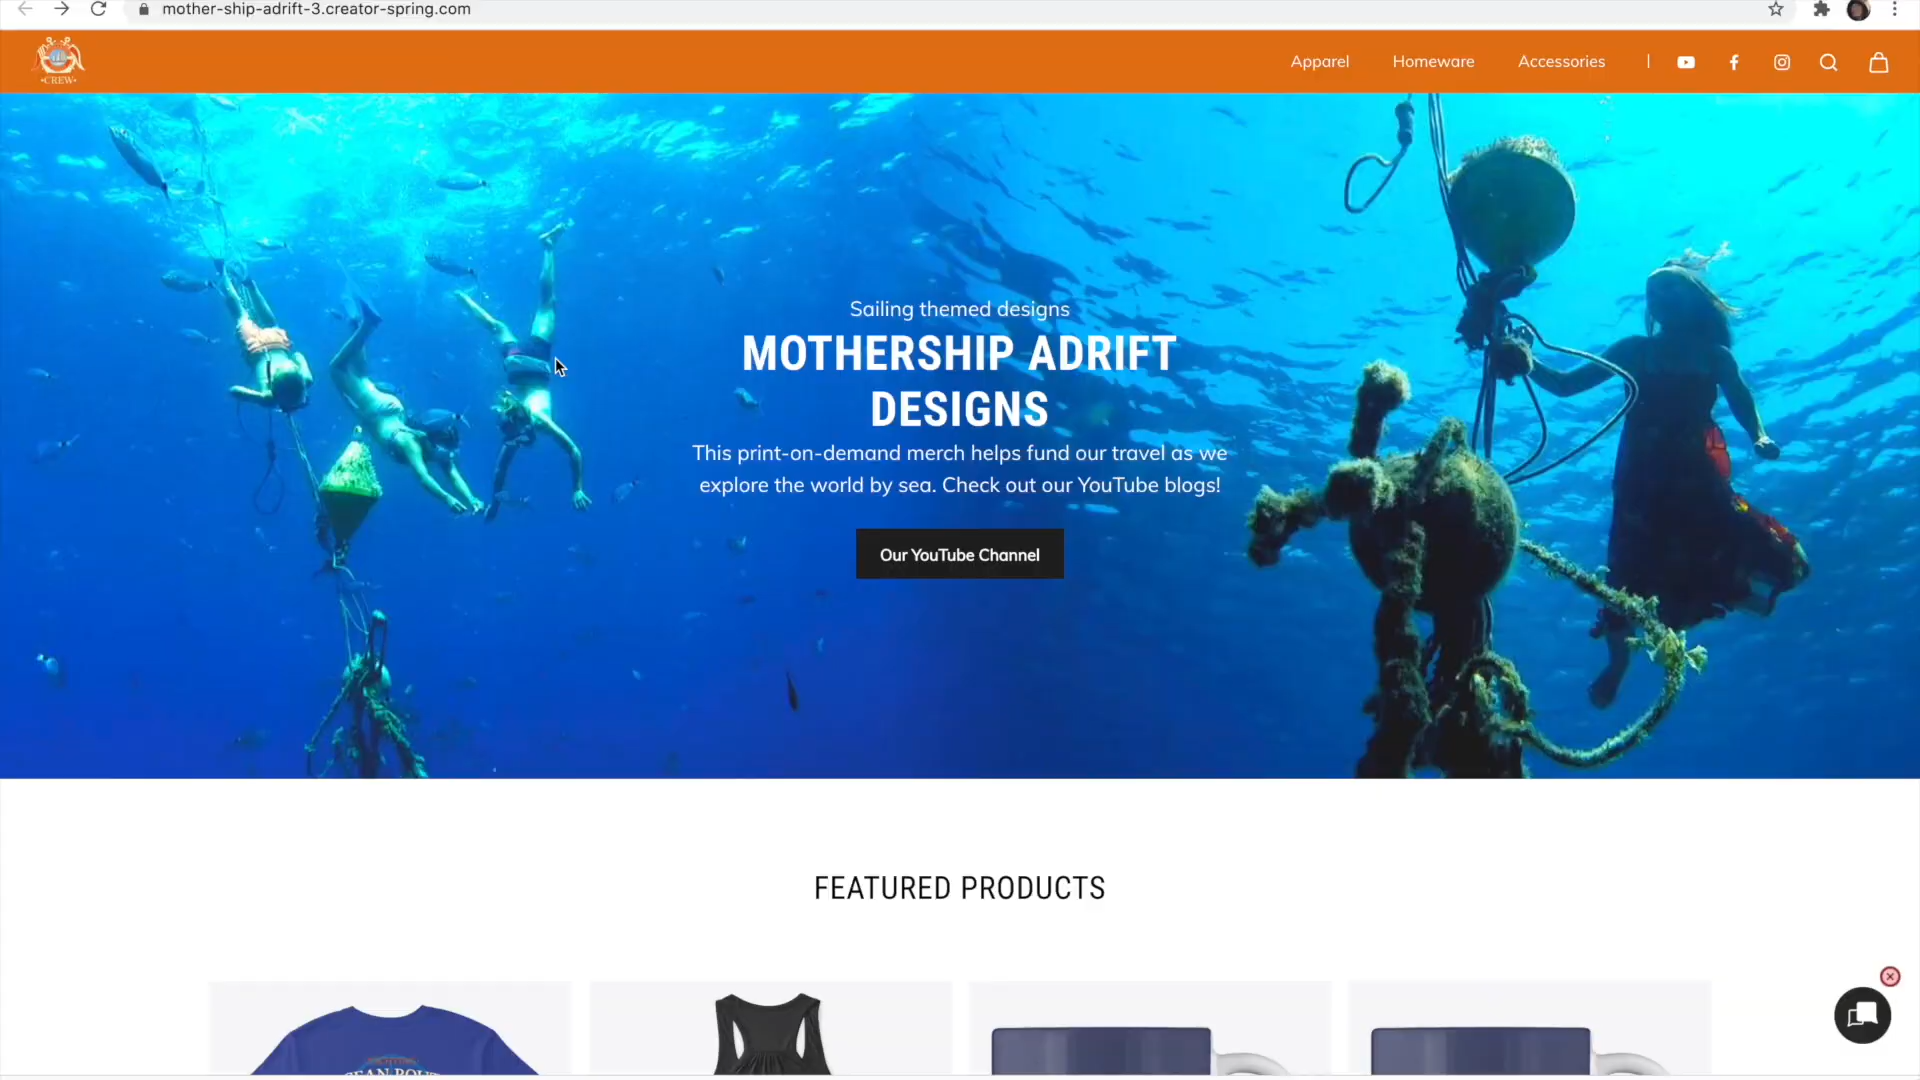 mother-ship-adrift-3.creator-spring.com
•CREW•
Apparel
Homeware
Accessories
Sailing themed designs
MOTHERSHIP ADRIFT
DESIGNS
This print-on-demand merch helps fund our travel as we
explore the world by sea. Check out our YouTube blogs!
Our YouTube Channel
FEATURED PRODUCTS